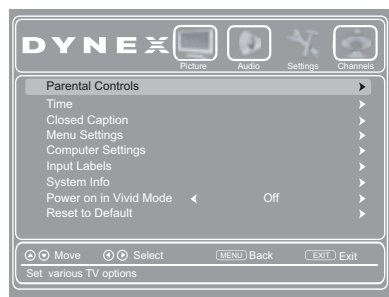 DYNEX
Picture Audio Settings Channels
Parental Controls
Time
Closed Caption
Menu Settings
Computer Settings
Input Labels
System Info
Power on in Vivid Mode Off
Reset to Default
Move Select MENU Back EXIT Exit
Set various TV options